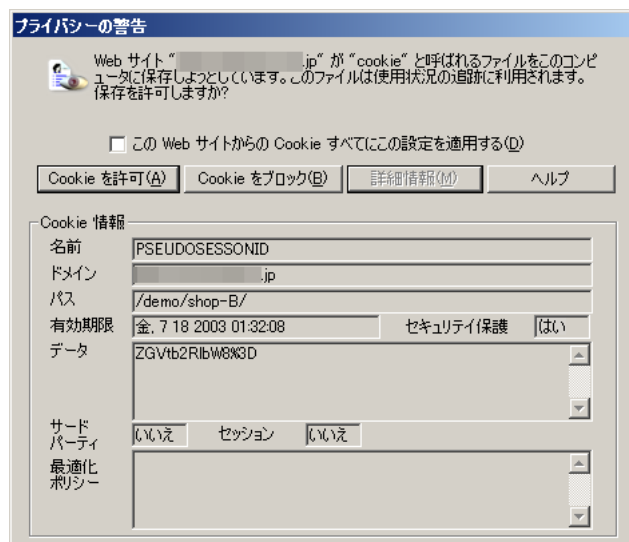 プライバシーの警告
Web サイト “ .jp” が “cookie” と呼ばれるファイルをこのコンピ
ュータに保存しようとしています。このファイルは使用状況の追跡に利用されます。
保存を許可しますか?
この Web サイトからの Cookie すべてにこの設定を適用する(D)
Cookie を許可(A) Cookie をブロック(B) 詳細情報(M) ヘルプ
Cookie 情報
名前 PSEUDOSESSONID
ドメイン .jp
パス /demo/shop-B/
有効期限 金, 7 18 2003 01:32:08 セキュリティ保護 はい
データ ZGVtb2RlbW8%3D
サード
パーティ いいえ セッション いいえ
最適化
ポリシー